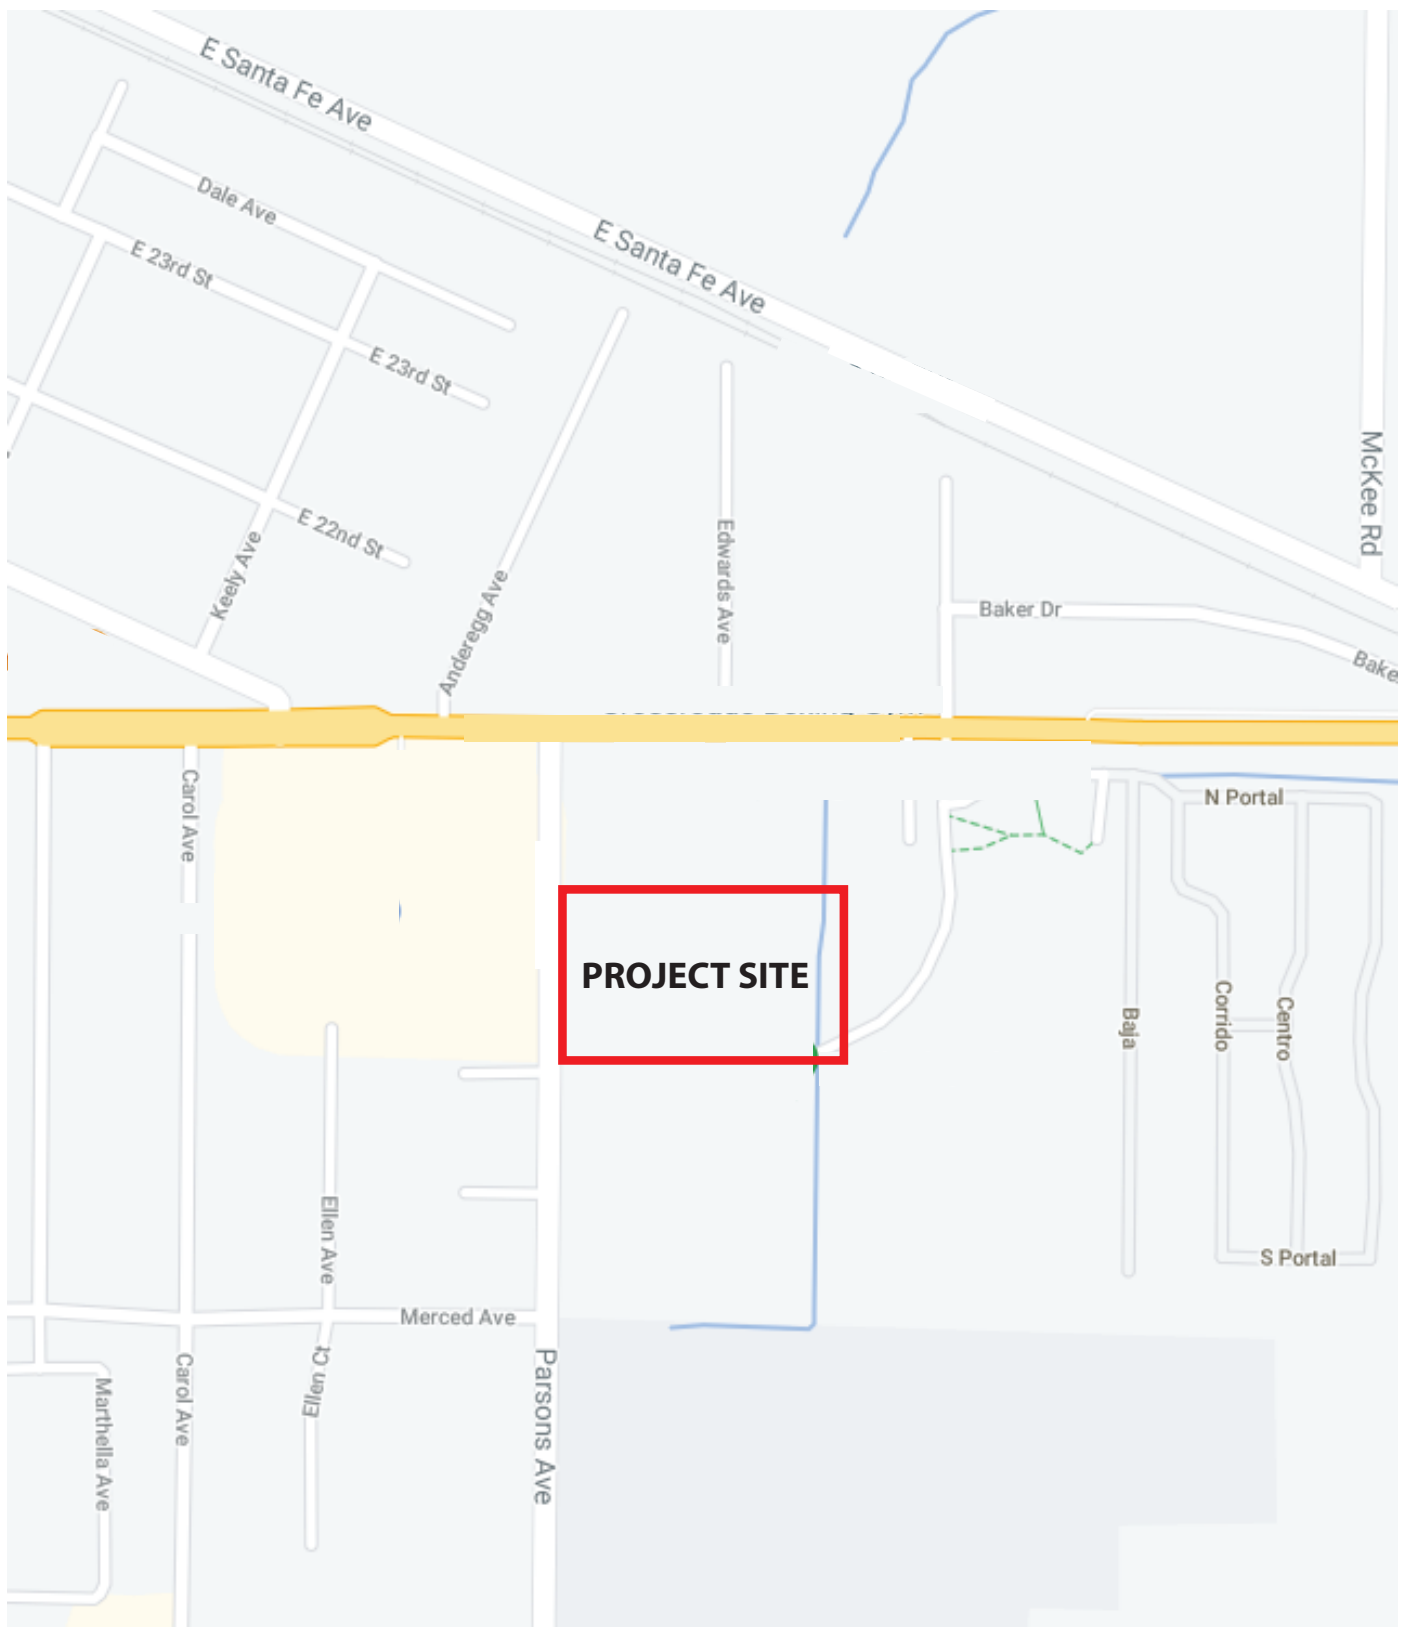 E Santa Fe Ave
Dale Ave
E 23rd St
E Santa Fe Ave
E 23rd St
McKee Rd
E 22nd St
Keely Ave
Anderegg Ave
Edwards Ave
Baker Dr
Bake
Carol Ave
N Portal
PROJECT SITE
Baja
Corrido
Centro
Ellen Ave
S Portal
Merced Ave
Ellen Ct
Carol Ave
Marthella Ave
Parsons Ave